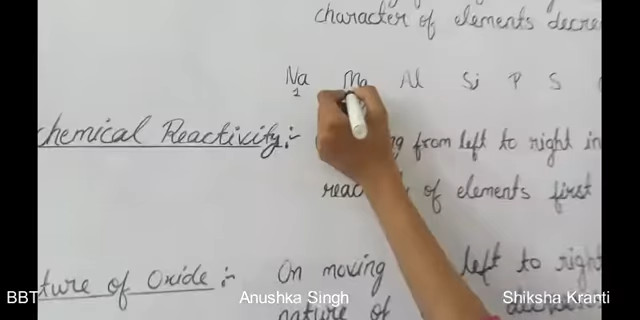 character of elements decre
Na Mg Al Si P S
1
chemical Reactivity :- from left to right in
of elements first
ture of Oxide :- On moving left to right
nature of
BBT Anushka Singh Shiksha Kranti